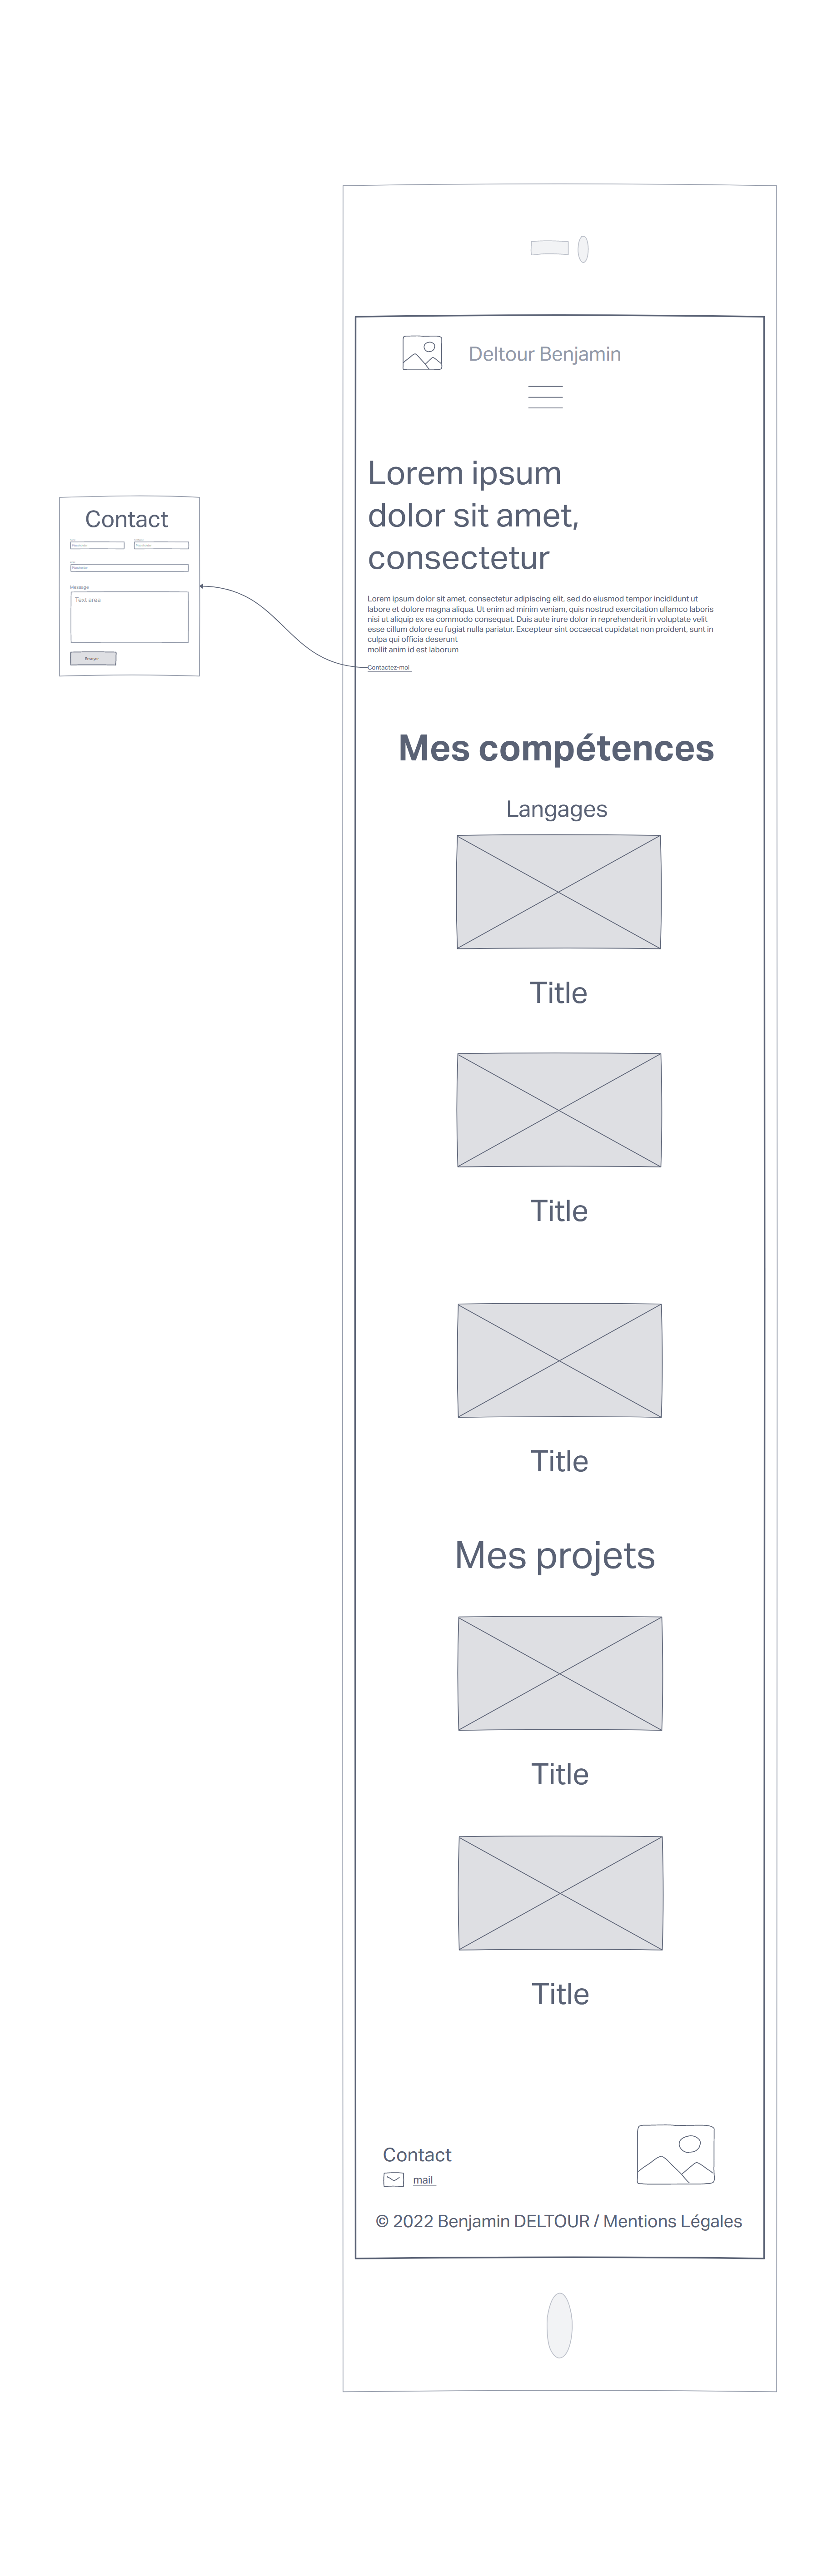 Deltour Benjamin
Lorem ipsum
dolor sit amet,
consectetur
Lorem ipsum dolor sit amet, consectetur adipiscing elit, sed do eiusmod tempor incididunt ut
labore et dolore magna aliqua. Ut enim ad minim veniam, quis nostrud exercitation ullamco laboris
nisi ut aliquip ex ea commodo consequat. Duis aute irure dolor in reprehenderit in voluptate velit
esse cillum dolore eu fugiat nulla pariatur. Excepteur sint occaecat cupidatat non proident, sunt in
culpa qui officia deserunt
mollit anim id est laborum
Contactez-moi
Contact
Placeholder
Placeholder
Placeholder
Message
Text area
Envoyer
Mes compétences
Langages
Title
Title
Title
Mes projets
Title
Title
Contact
mail
© 2022 Benjamin DELTOUR / Mentions Légales